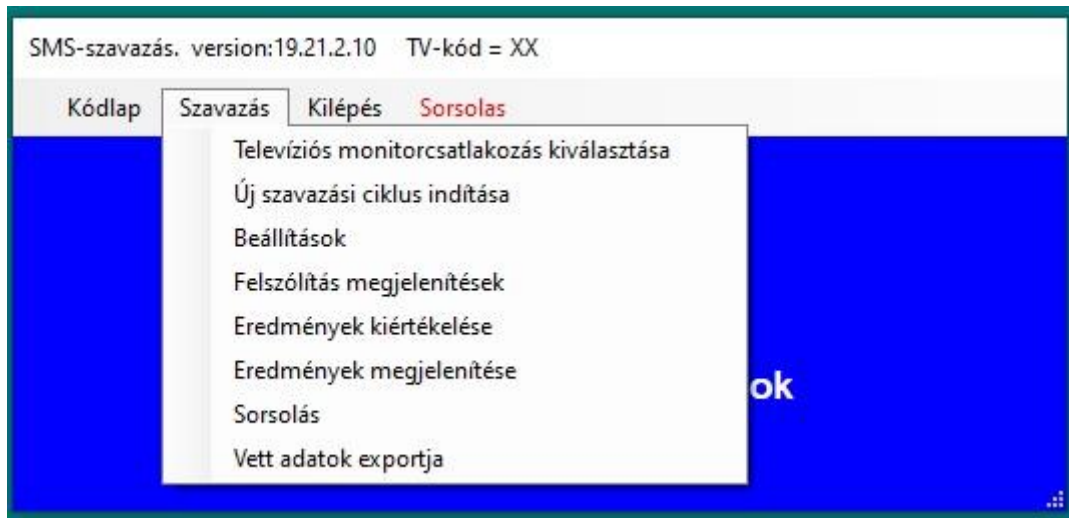 SMS-szavazás. version:19.21.2.10 TV-kód = XX
Kódlap Szavazás Kilépés Sorsolas
Televíziós monitorcsatlakozás kiválasztása
Új szavazási ciklus indítása
Beállítások
Felszólítás megjelenítések
Eredmények kiértékelése
Eredmények megjelenítése
ok
Sorsolás
Vett adatok exportja